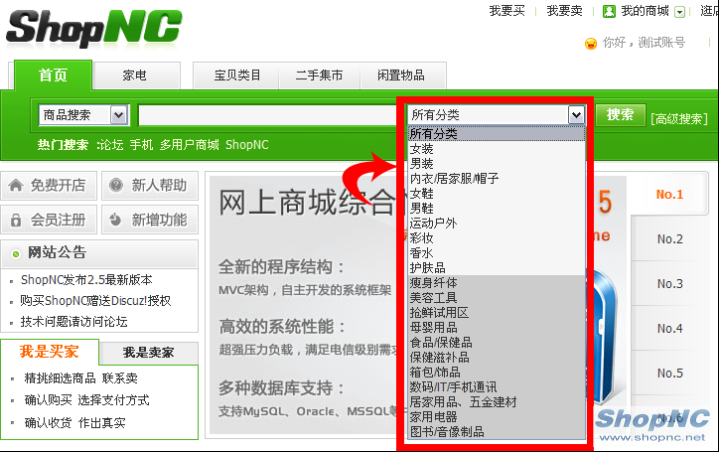 ShopNC
我要买 我要卖 我的商城
你好，测试账号
首页 家电 宝贝类目 二手集市 闲置物品
商品搜索 所有分类 搜索 [高级搜索]
热门搜索 :论坛 手机 多用户商城 ShopNC
所有分类
女装
男装
内衣/居家服/帽子
女鞋
男鞋
运动户外
彩妆
香水
护肤品
瘦身纤体
美容工具
抢鲜试用区
母婴用品
食品/保健品
保健滋补品
箱包/饰品
数码/IT/手机通讯
居家用品、五金建材
家用电器
图书/音像制品
免费开店 新人帮助
会员注册 新增功能
网站公告
ShopNC发布2.5最新版本
购买ShopNC赠送Discuz!授权
技术问题请访问论坛
我是买家 我是卖家
精挑细选商品 联系卖
确认购买 选择支付方式
确认收货 作出真实
网上商城综合
5
me
全新的程序结构：
MVC架构，自主开发的系统框架
高效的系统性能：
超强压力负载，满足电信级别需
多种数据库支持：
支持MySQL、Oracle、MSSQL等
No.1
No.2
No.3
No.4
No.5
ShopNC
www.shopnc.net